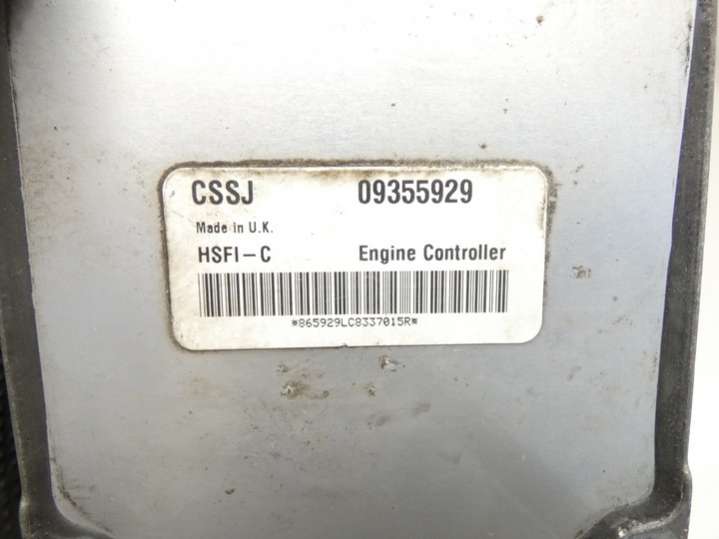 CSSJ 09355929
Made in U.K.
HSFI-C Engine Controller
*865929LC8337015R*